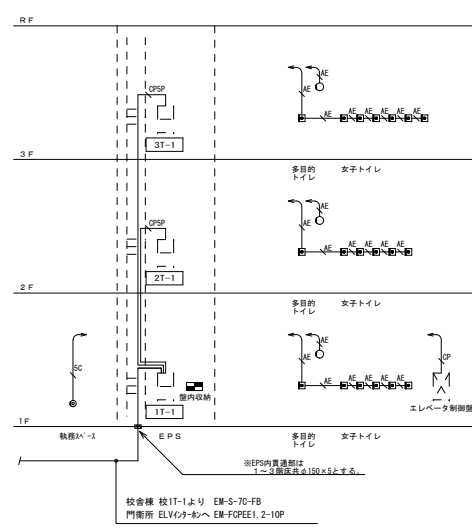 RF
CP5P
AE
AE
AE AE AE AE AE AE
3T-1
3F
多目的
トイレ
女子トイレ
CP5P
AE
AE
AE AE AE AE AE
2T-1
2F
多目的
トイレ
女子トイレ
5C
盤内収納
AE
AE
AE AE AE AE AE
CP
1T-1
エレベータ制御盤
1F
執務スペース
EPS
多目的
トイレ
女子トイレ
※EPS内貫通部は
1～3階床共φ150×5とする。
校舎棟 校1T-1より EM-S-7C-FB
門衛所 ELVインターホンへ EM-FCPEE1.2-10P